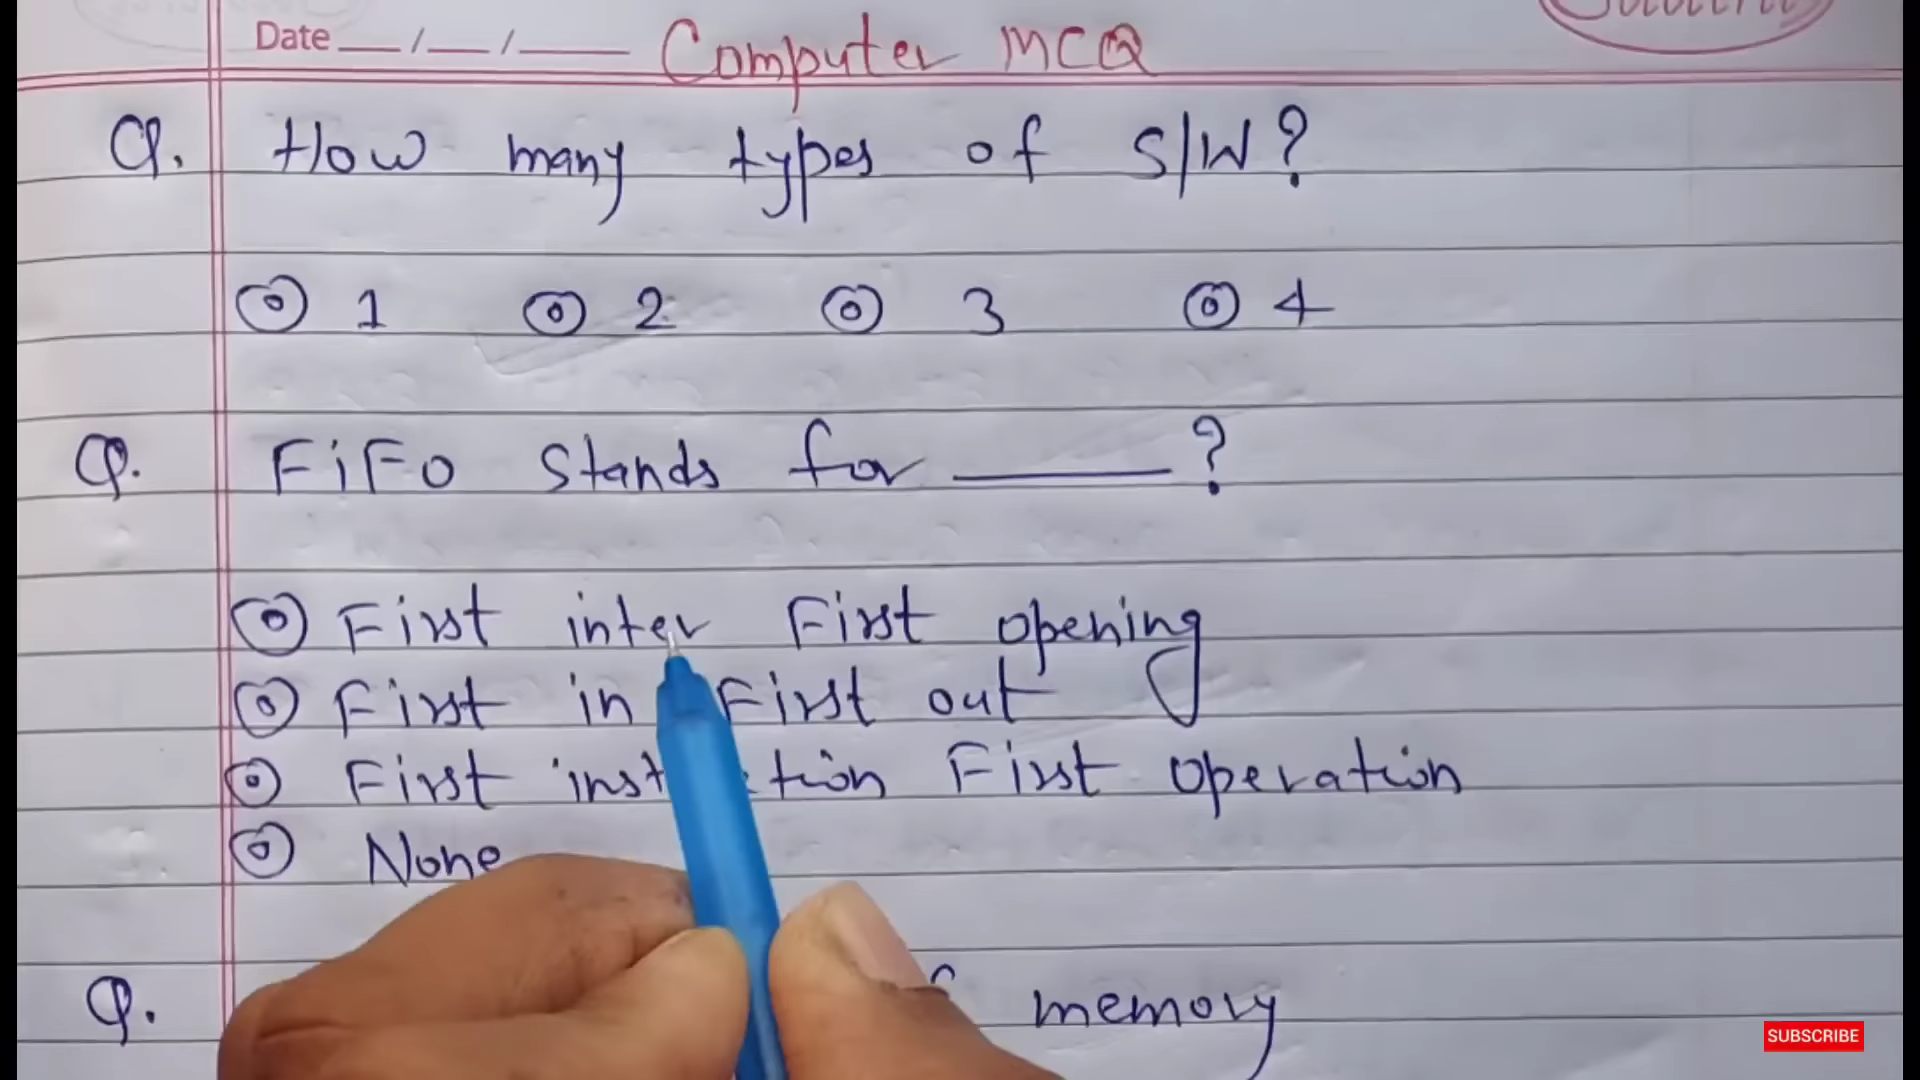 Date __/__/____ Computer MCQ
Q. How many types of S/W?
1 2 3 4
Q. FiFo stands for ______?
First inter First opening
First in First out
First First operation
None
Q. memory
SUBSCRIBE